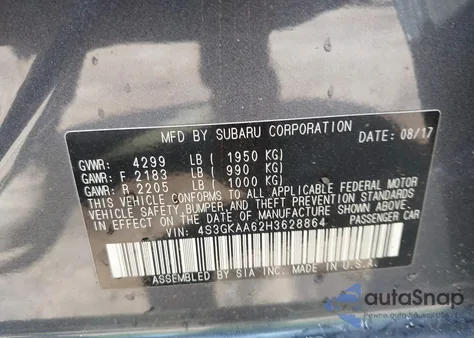 MFD BY SUBARU CORPORATION
DATE: 08/17
GVWR: 4299 LB ( 1950 KG)
GAWR: F 2183 LB ( 990 KG)
GAWR: R 2205 LB ( 1000 KG)
THIS VEHICLE CONFORMS TO ALL APPLICABLE FEDERAL MOTOR
VEHICLE SAFETY, BUMPER, AND THEFT PREVENTION STANDARDS
IN EFFECT ON THE DATE OF MANUFACTURE SHOWN ABOVE.
VIN: 4S3GKAA62H3628864 PASSENGER CAR
ASSEMBLED BY SIA INC. MADE IN U.S.A.
autoSnap